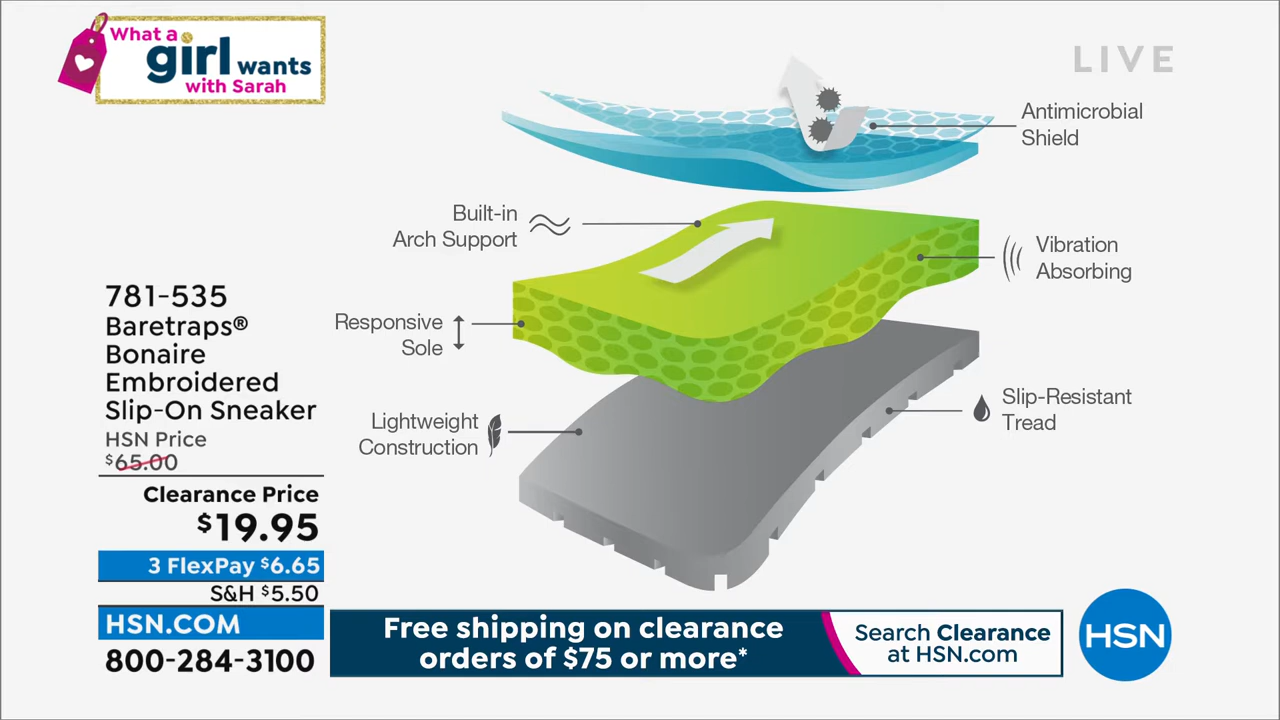 What a
girl wants
with Sarah
LIVE
Antimicrobial
Shield
Built-in
Arch Support
Vibration
Absorbing
Responsive
Sole
Lightweight
Construction
Slip-Resistant
Tread
781-535
Baretraps®
Bonaire
Embroidered
Slip-On Sneaker
HSN Price
$65.00
Clearance Price
$19.95
3 FlexPay $6.65
S&H $5.50
HSN.COM
800-284-3100
Free shipping on clearance
orders of $75 or more*
Search Clearance
at HSN.com
HSN